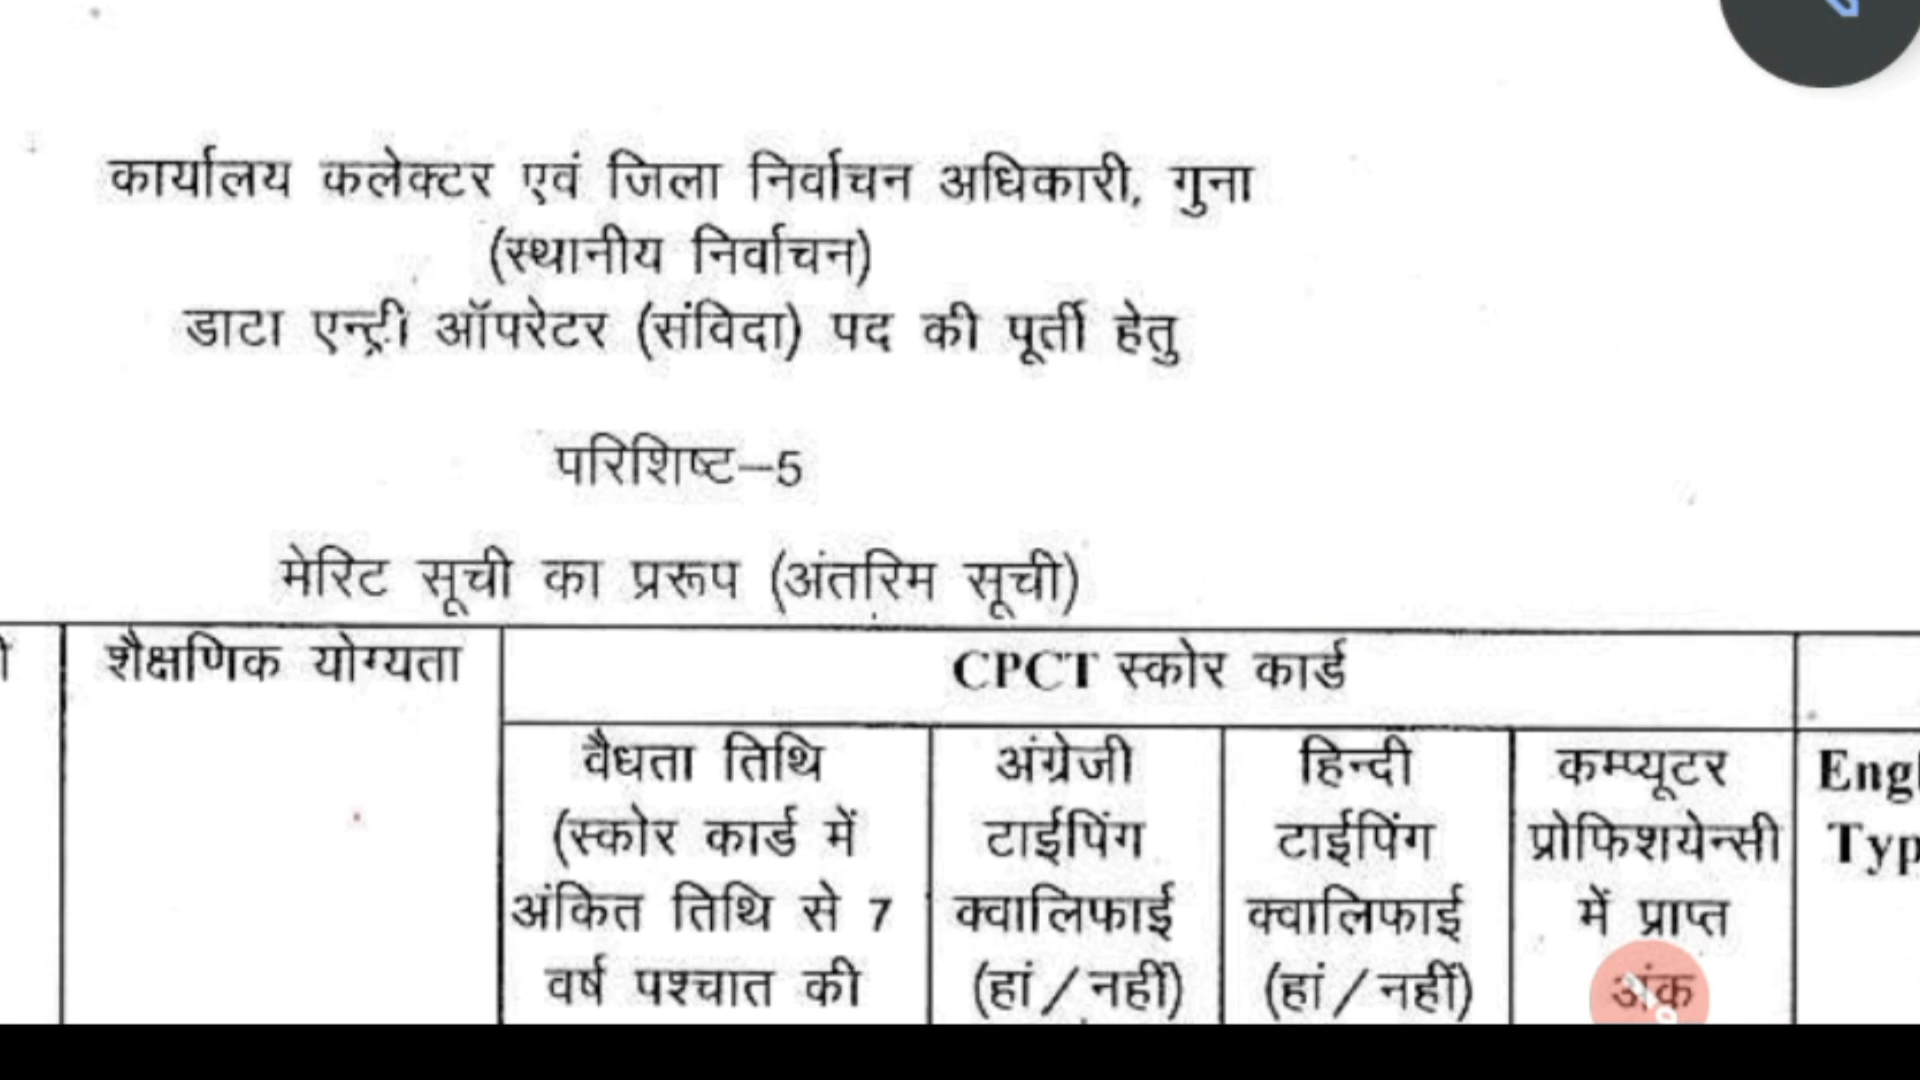 कार्यालय कलेक्टर एवं जिला निर्वाचन अधिकारी, गुना
(स्थानीय निर्वाचन)
डाटा एन्ट्री ऑपरेटर (संविदा) पद की पूर्ती हेतु
परिशिष्ट–5
मेरिट सूची का प्ररूप (अंतरिम सूची)
शैक्षणिक योग्यता
CPCT स्कोर कार्ड
वैधता तिथि
(स्कोर कार्ड में
अंकित तिथि से 7
वर्ष पश्चात की
अंग्रेजी
टाईपिंग
क्वालिफाई
(हां/नहीं)
हिन्दी
टाईपिंग
क्वालिफाई
(हां/नहीं)
कम्प्यूटर
प्रोफिशयेन्सी
में प्राप्त
अंक